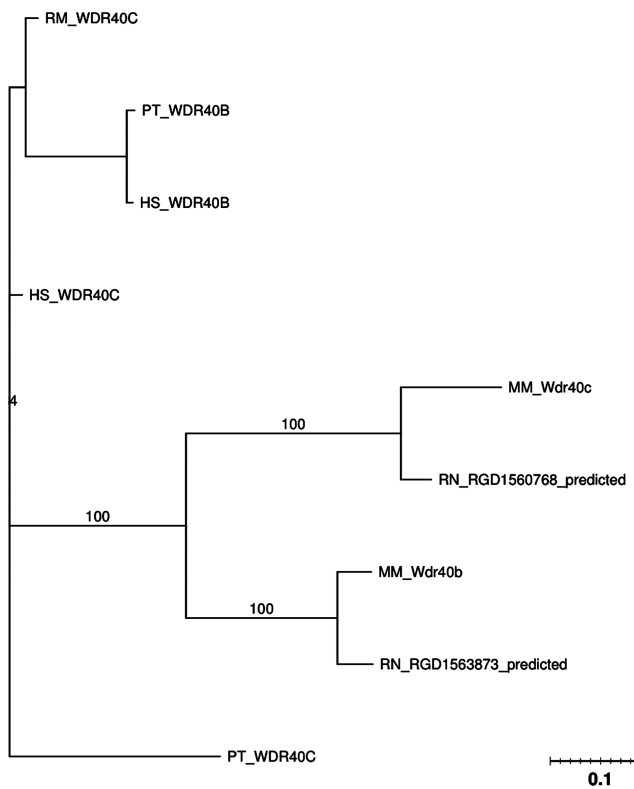 RM_WDR40C
PT_WDR40B
HS_WDR40B
HS_WDR40C
MM_Wdr40c
4
100
RN_RGD1560768_predicted
100
MM_Wdr40b
100
RN_RGD1563873_predicted
PT_WDR40C
0.1